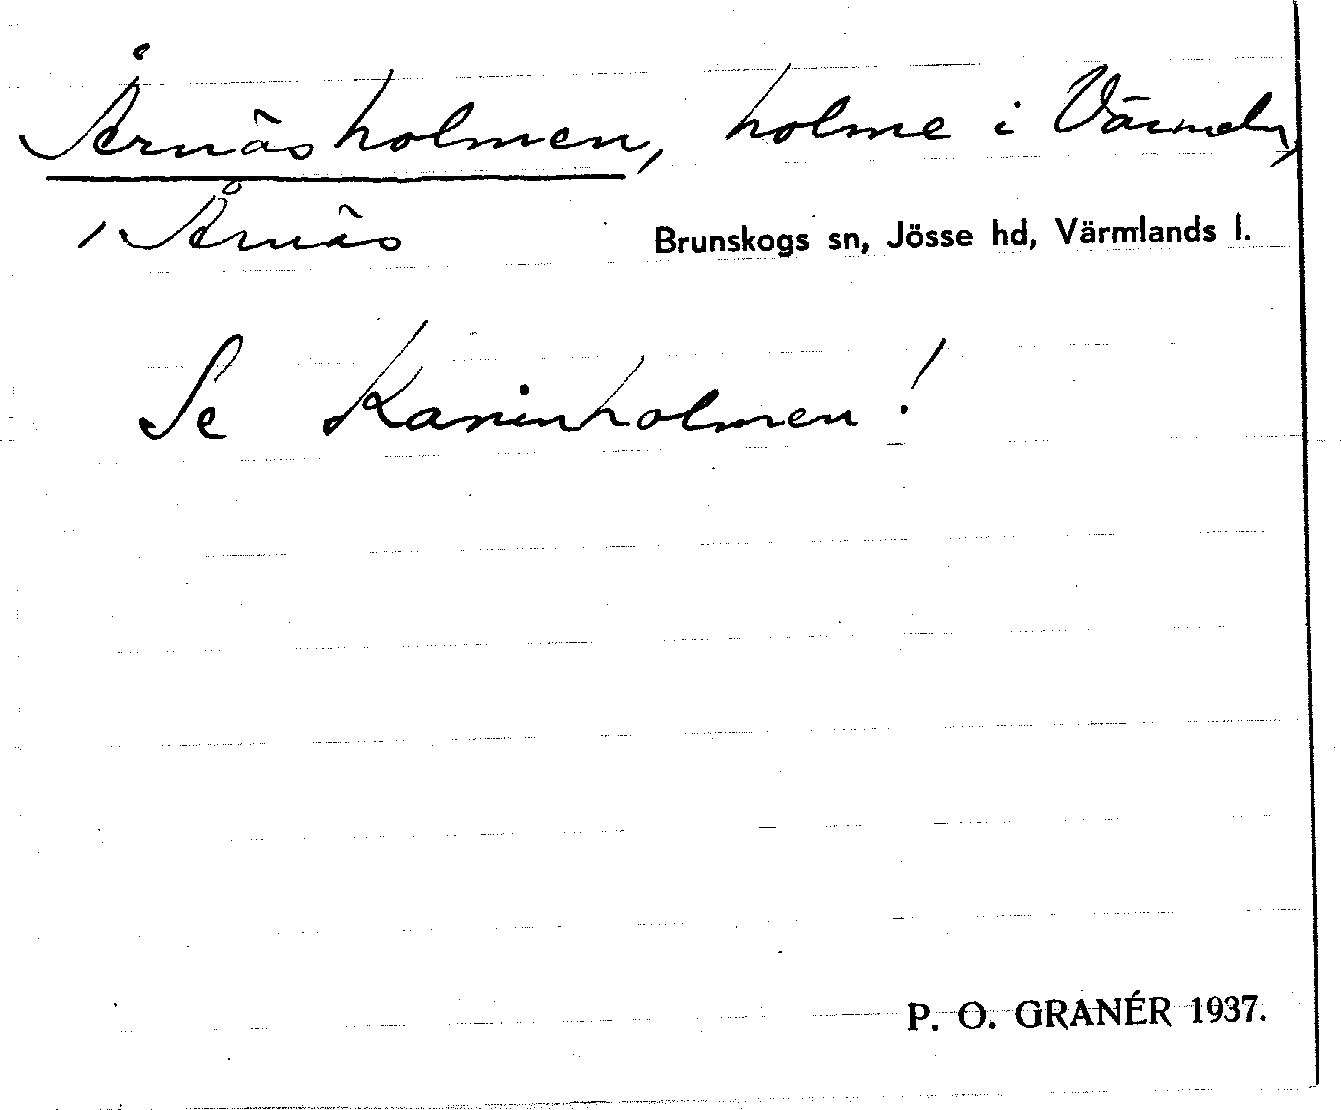 Årnäsholmen, holme i Värmeln,
i Årnäs Brunskogs sn, Jösse hd, Värmlands l.
Se Kaninholmen!
P. O. GRANÉR 1937.